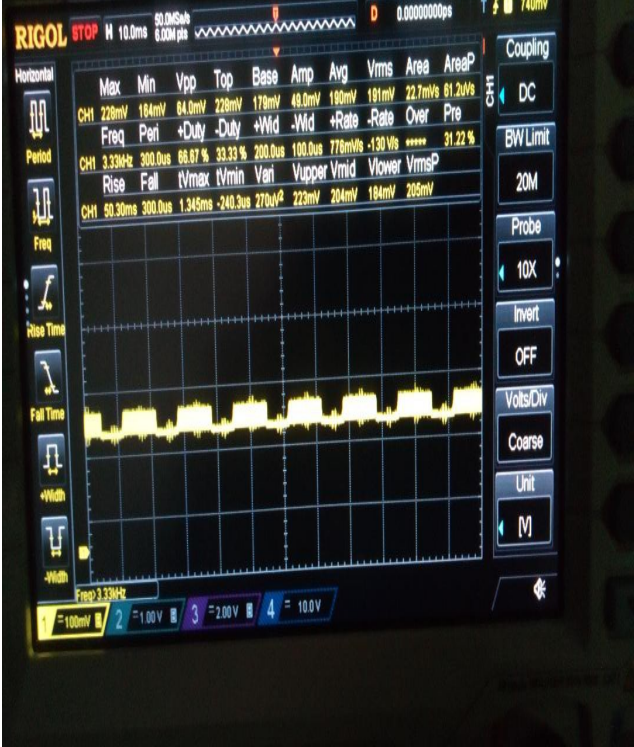 RIGOL STOP H 10.0ms 50.0MSa/s 6.00M pts D 0.00000000ps T 740mV
Horizontal
Period
Freq
Rise Time
Fall Time
+Width
-Width
Max Min Vpp Top Base Amp Avg Vrms Area AreaP
CH1 228mV 164mV 64.0mV 228mV 179mV 49.0mV 190mV 191mV 22.7mVs 61.2uVs
Freq Peri +Duty -Duty +Wid -Wid +Rate -Rate Over Pre
CH1 3.33kHz 300.0us 66.67 % 33.33 % 200.0us 100.0us 776mV/s -130 V/s ***** 31.22 %
Rise Fall tVmax tVmin Vari Vupper Vmid Vlower VrmsP
CH1 50.30ms 300.0us 1.345ms -240.3us 270uV² 223mV 204mV 184mV 205mV
CH1
Coupling
DC
BW Limit
20M
Probe
10X
Invert
OFF
Volts/Div
Coarse
Unit
[V]
Freq>3.33kHz
1 =100mV B 2 =1.00 V B 3 =2.00 V B 4 = 10.0 V